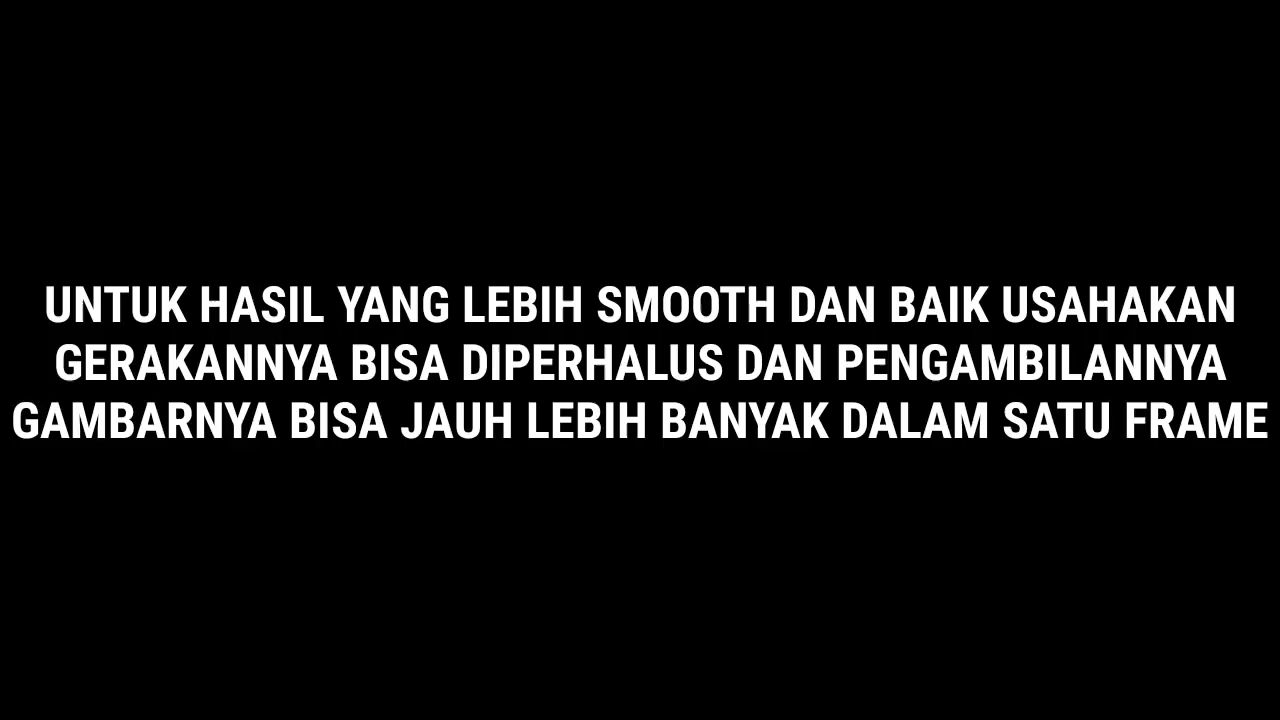 UNTUK HASIL YANG LEBIH SMOOTH DAN BAIK USAHAKAN
GERAKANNYA BISA DIPERHALUS DAN PENGAMBILANNYA
GAMBARNYA BISA JAUH LEBIH BANYAK DALAM SATU FRAME